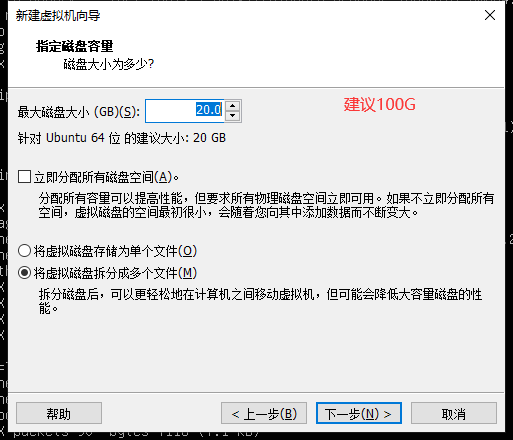 新建虚拟机向导
指定磁盘容量
磁盘大小为多少?
最大磁盘大小 (GB)(S): 20.0
建议100G
针对 Ubuntu 64 位 的建议大小: 20 GB
立即分配所有磁盘空间(A)。
分配所有容量可以提高性能，但要求所有物理磁盘空间立即可用。如果不立即分配所有
空间，虚拟磁盘的空间最初很小，会随着您向其中添加数据而不断变大。
将虚拟磁盘存储为单个文件(O)
将虚拟磁盘拆分成多个文件(M)
拆分磁盘后，可以更轻松地在计算机之间移动虚拟机，但可能会降低大容量磁盘的性
能。
帮助 < 上一步(B) 下一步(N) > 取消